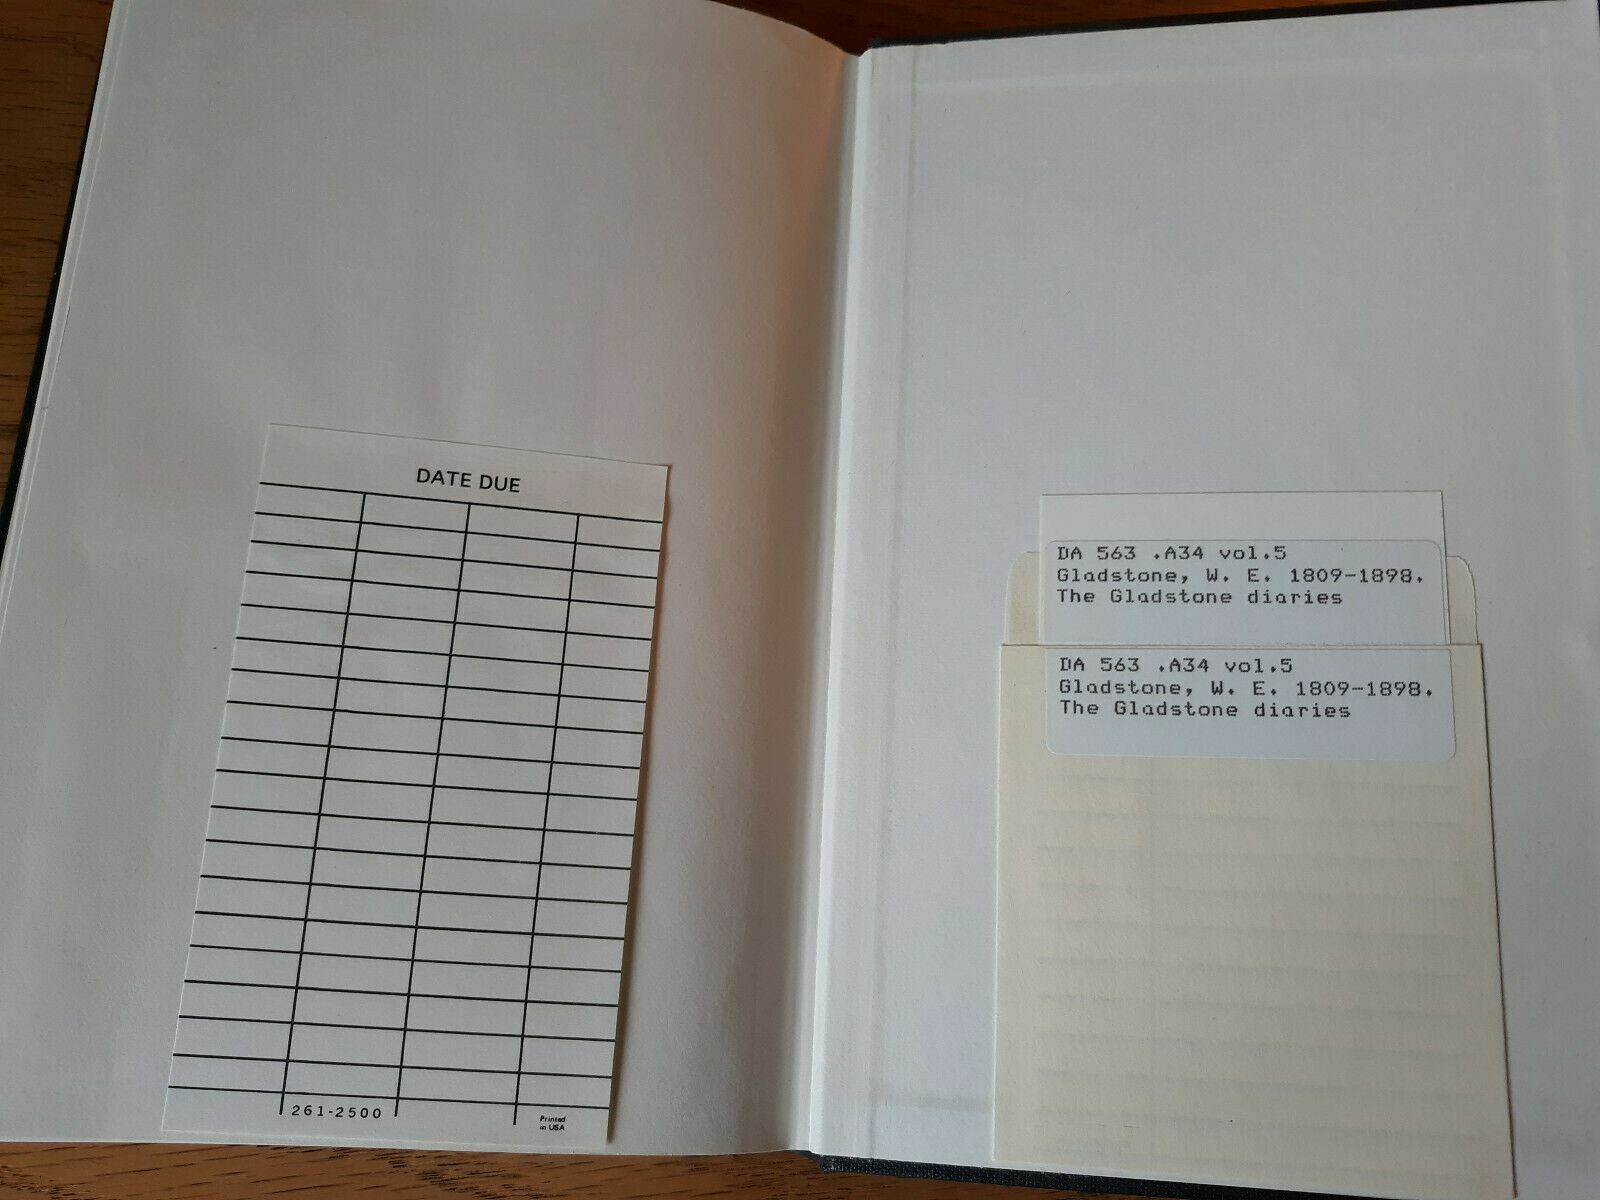 DATE DUE
261-2500
Printed
in USA
DA 563 .A34 vol.5
Gladstone, W. E. 1809-1898.
The Gladstone diaries
DA 563 .A34 vol.5
Gladstone, W. E. 1809-1898.
The Gladstone diaries